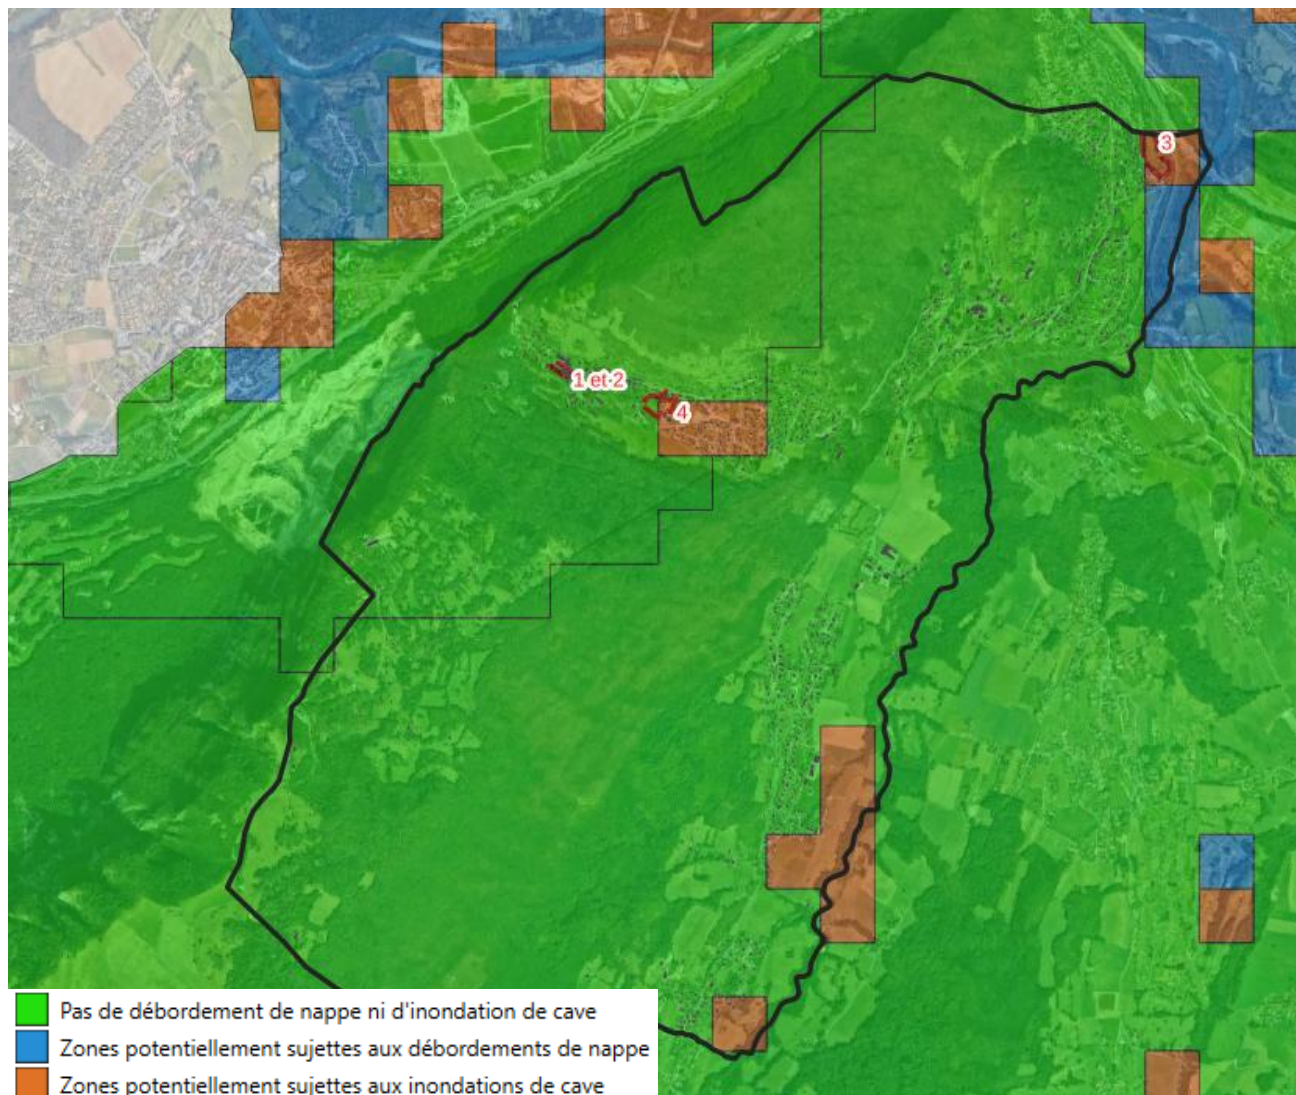 3
1 et 2
4
Pas de débordement de nappe ni d'inondation de cave
Zones potentiellement sujettes aux débordements de nappe
Zones potentiellement sujettes aux inondations de cave